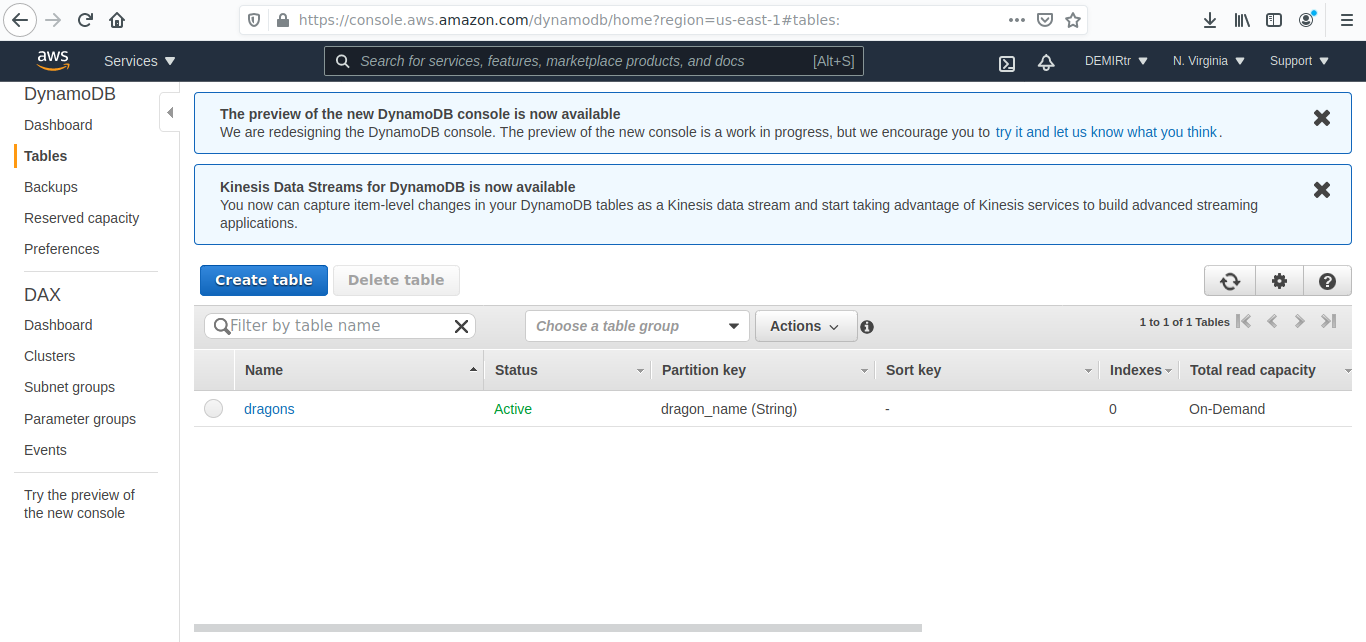 https://console.aws.amazon.com/dynamodb/home?region=us-east-1#tables:
aws
Services
Search for services, features, marketplace products, and docs
[Alt+S]
DEMIRtr
N. Virginia
Support
DynamoDB
Dashboard
Tables
Backups
Reserved capacity
Preferences
DAX
Dashboard
Clusters
Subnet groups
Parameter groups
Events
Try the preview of
the new console
The preview of the new DynamoDB console is now available
We are redesigning the DynamoDB console. The preview of the new console is a work in progress, but we encourage you to try it and let us know what you think.
Kinesis Data Streams for DynamoDB is now available
You now can capture item-level changes in your DynamoDB tables as a Kinesis data stream and start taking advantage of Kinesis services to build advanced streaming
applications.
Create table
Delete table
Filter by table name
Choose a table group
Actions
1 to 1 of 1 Tables
Name Status Partition key Sort key Indexes Total read capacity
dragons Active dragon_name (String) - 0 On-Demand